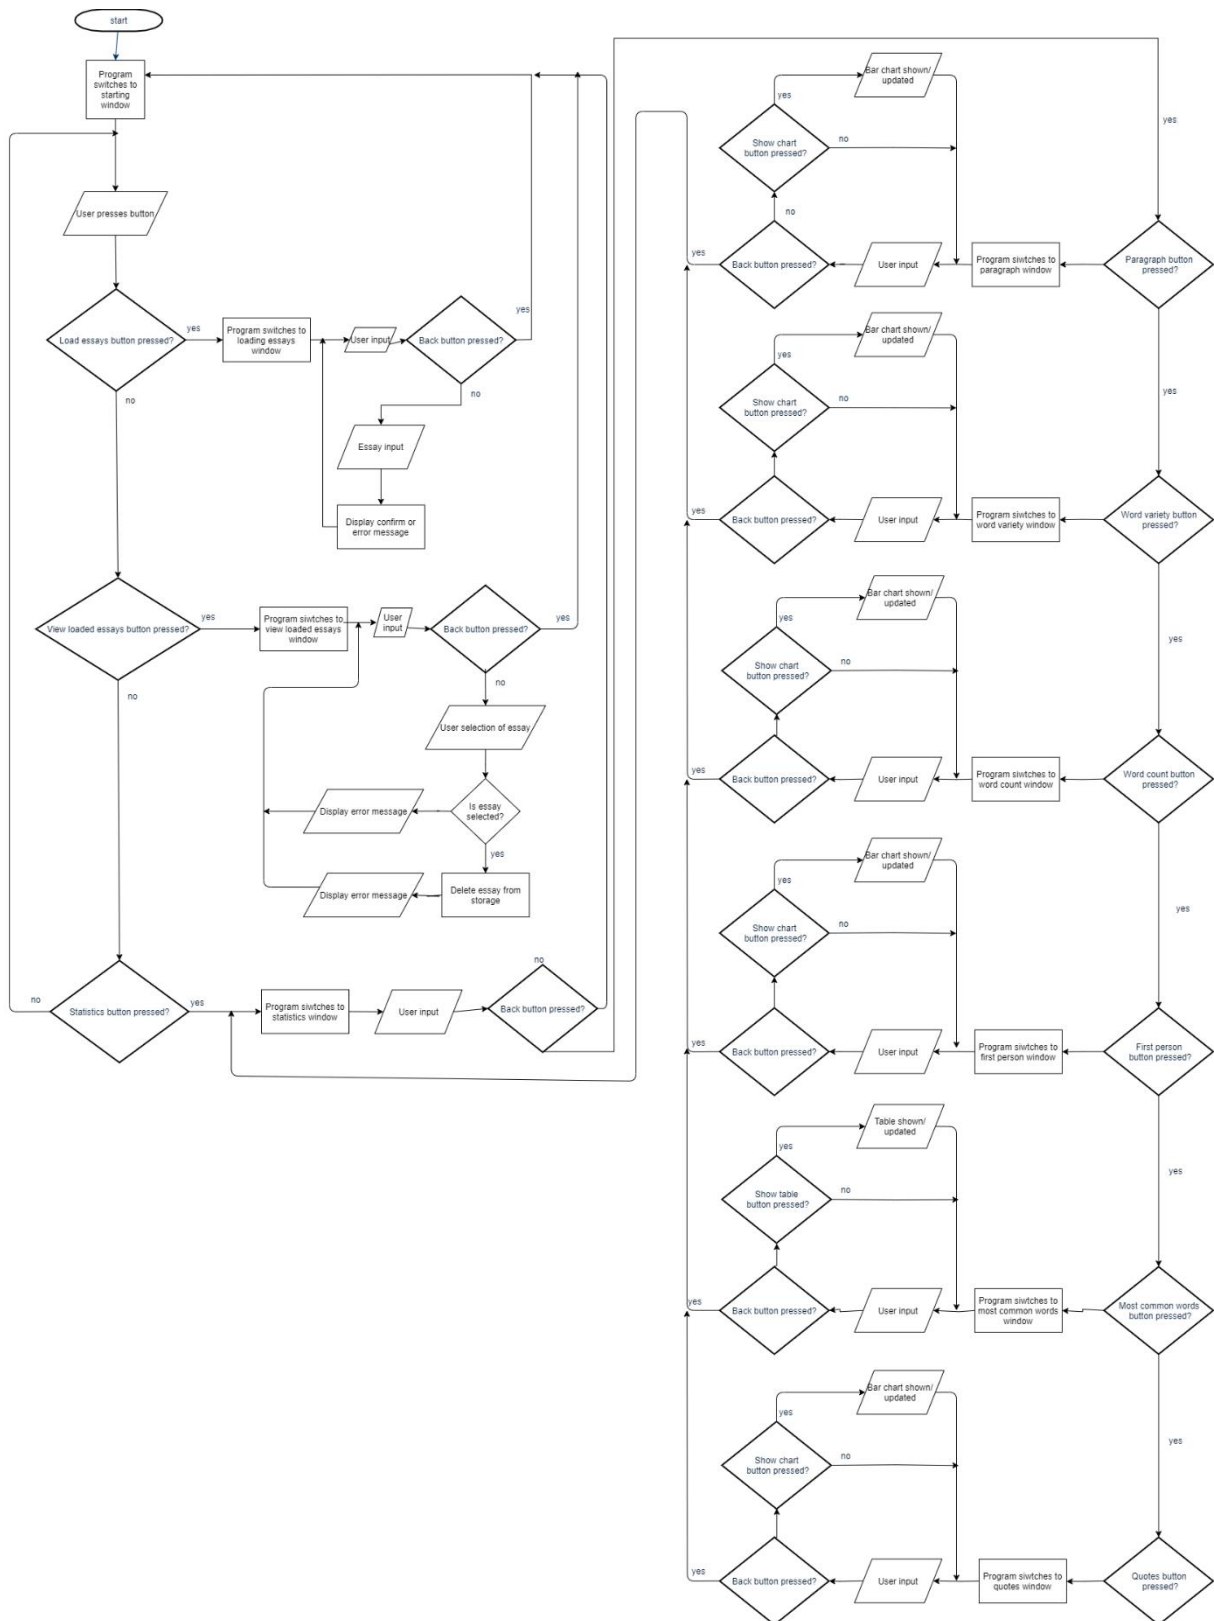 start
Program
switches to
starting
window
User presses button
Load essays button pressed?
yes
Program switches to
loading essays
window
User input
Back button pressed?
yes
no
Essay input
Display confirm or
error message
no
View loaded essays button pressed?
yes
Program siwtches to
view loaded essays
window
User
input
Back button pressed?
yes
no
User selection of essay
Is essay
selected?
Display error message
yes
Delete essay from
storage
Display error message
no
Statistics button pressed?
no
yes
Program siwtches to
statistics window
User input
Back button pressed?
no
yes
Bar chart shown/
updated
yes
Show chart
button pressed?
no
no
yes
Back button pressed?
User input
Program siwtches to
paragraph window
Paragraph button
pressed?
yes
Bar chart shown/
updated
yes
Show chart
button pressed?
no
yes
Back button pressed?
User input
Program siwtches to
word variety window
Word variety button
pressed?
yes
Bar chart shown/
updated
yes
Show chart
button pressed?
no
yes
Back button pressed?
User input
Program siwtches to
word count window
Word count button
pressed?
yes
Bar chart shown/
updated
yes
Show chart
button pressed?
no
yes
Back button pressed?
User input
Program siwtches to
first person window
First person
button pressed?
yes
Table shown/
updated
yes
Show table
button pressed?
no
yes
Back button pressed?
User input
Program siwtches to
most common words
window
Most common words
button pressed?
yes
Bar chart shown/
updated
yes
Show chart
button pressed?
no
yes
Back button pressed?
User input
Program siwtches to
quotes window
Quotes button
pressed?